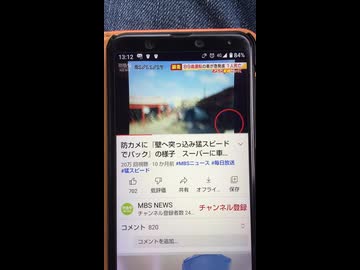 13:12
84%
防カメに『壁へ突っ込み猛スピード
でバック』の様子　スーパーに車...
20万 回視聴　10 か月前　#MBSニュース　#毎日放送
#猛スピード
702
低評価
共有
オフライ...
保存
MBS NEWS
チャンネル登録者数 24...
チャンネル登録
コメント　820
コメントを追加...